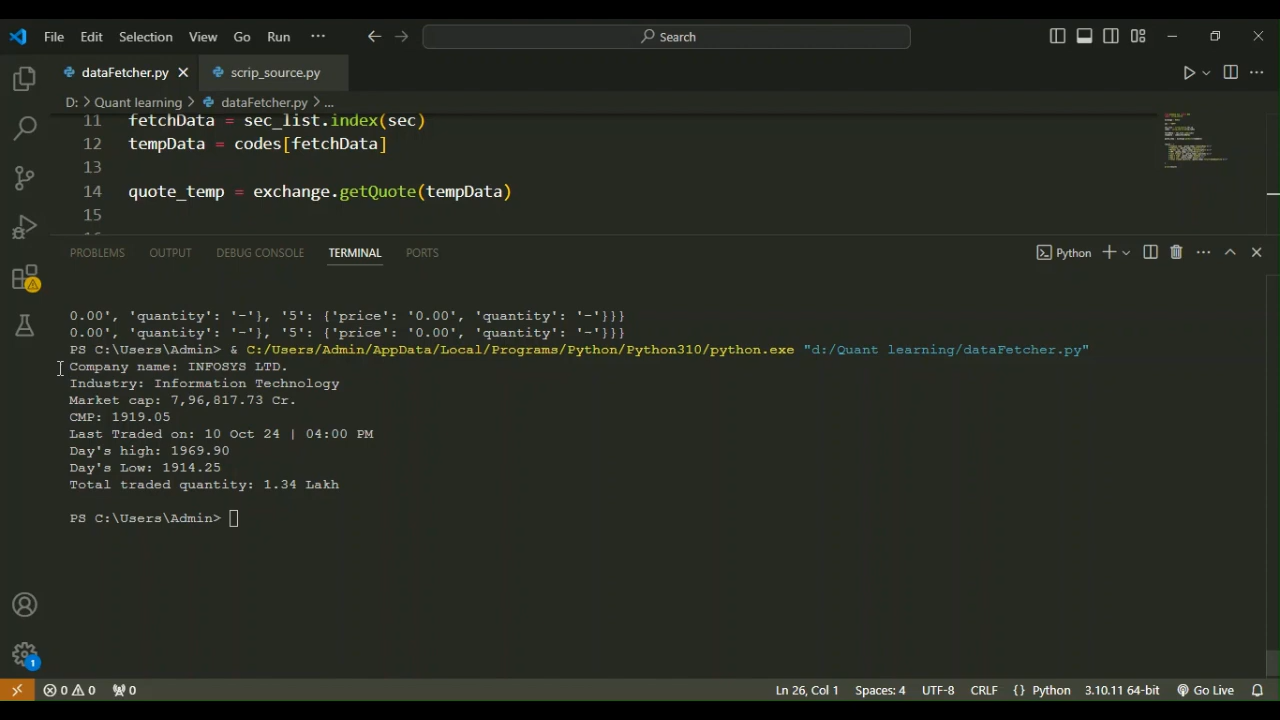 File Edit Selection View Go Run ··· Search
dataFetcher.py scrip_source.py
D: > Quant learning > dataFetcher.py > ...
11 fetchData = sec_list.index(sec)
12 tempData = codes[fetchData]
13
14 quote_temp = exchange.getQuote(tempData)
15
PROBLEMS OUTPUT DEBUG CONSOLE TERMINAL PORTS Python
0.00', 'quantity': '-'}, '5': {'price': '0.00', 'quantity': '-'}}}
0.00', 'quantity': '-'}, '5': {'price': '0.00', 'quantity': '-'}}}
PS C:\Users\Admin> & C:/Users/Admin/AppData/Local/Programs/Python/Python310/python.exe "d:/Quant learning/dataFetcher.py"
Company name: INFOSYS LTD.
Industry: Information Technology
Market cap: 7,96,817.73 Cr.
CMP: 1919.05
Last Traded on: 10 Oct 24 | 04:00 PM
Day's high: 1969.90
Day's Low: 1914.25
Total traded quantity: 1.34 Lakh
PS C:\Users\Admin>
1
0 0 0 Ln 26, Col 1 Spaces: 4 UTF-8 CRLF {} Python 3.10.11 64-bit Go Live